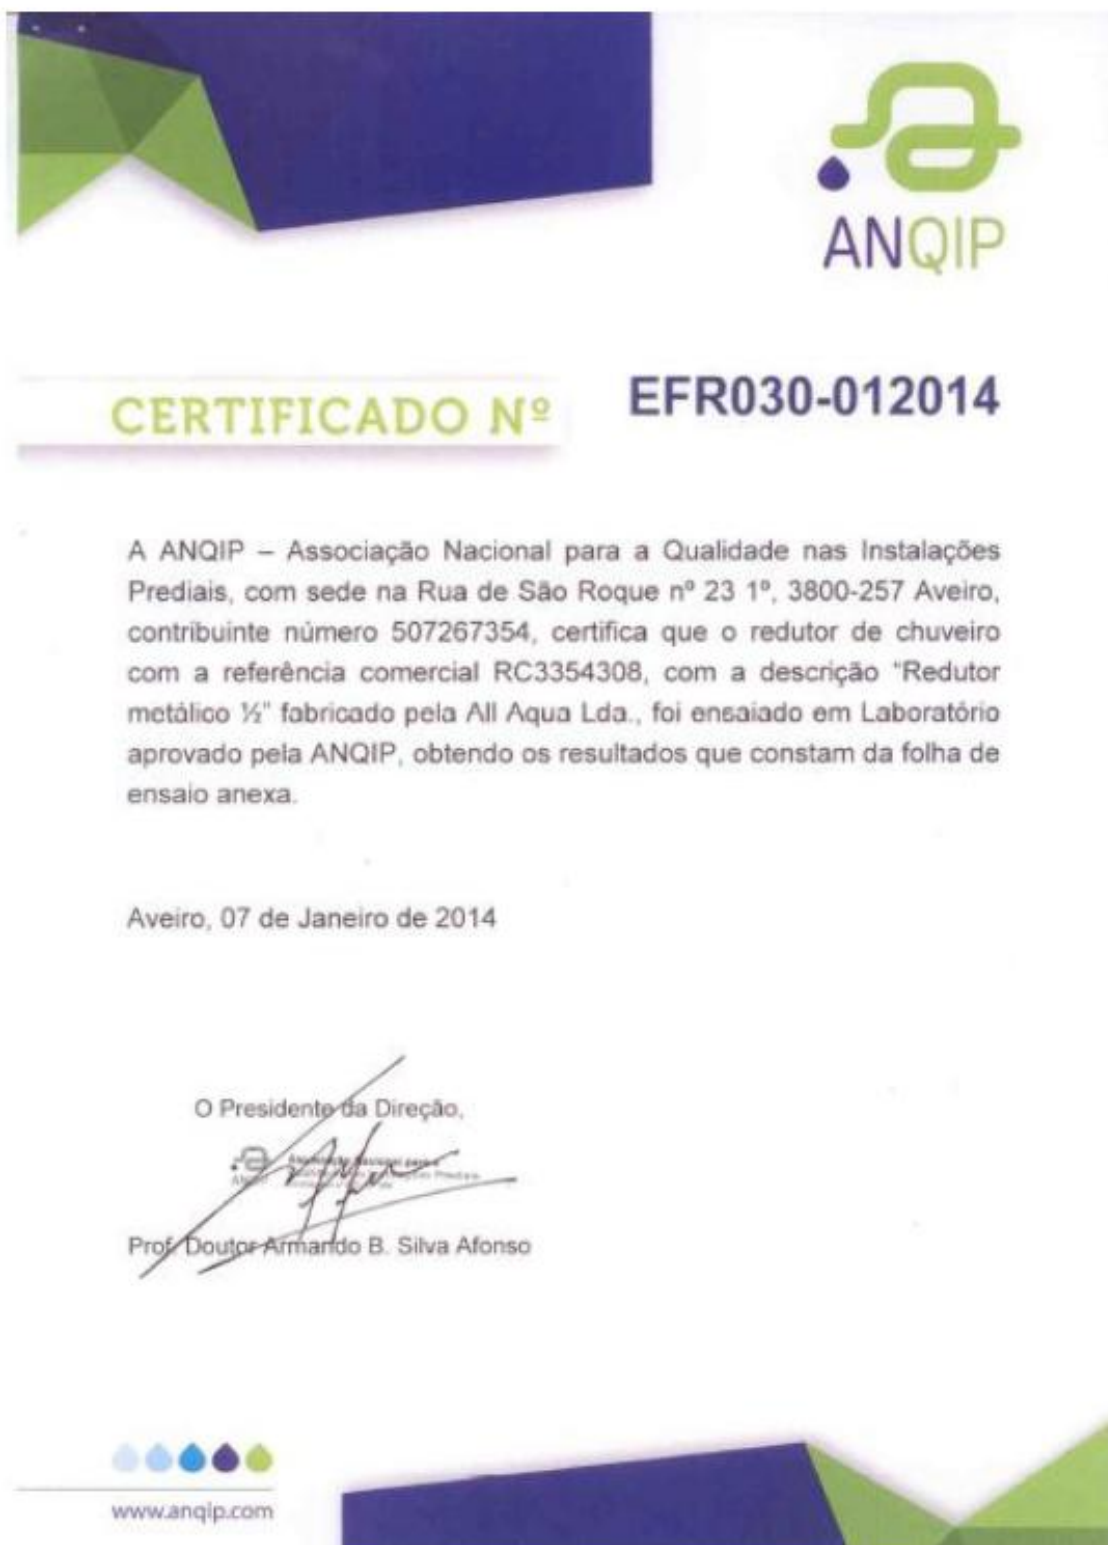 ANQIP
CERTIFICADO Nº
EFR030-012014
A ANQIP – Associação Nacional para a Qualidade nas Instalações
Prediais, com sede na Rua de São Roque nº 23 1º, 3800-257 Aveiro,
contribuinte número 507267354, certifica que o redutor de chuveiro
com a referência comercial RC3354308, com a descrição “Redutor
metálico ½” fabricado pela All Aqua Lda., foi ensaiado em Laboratório
aprovado pela ANQIP, obtendo os resultados que constam da folha de
ensaio anexa.
Aveiro, 07 de Janeiro de 2014
O Presidente da Direção,
Prof. Doutor Armando B. Silva Afonso
www.anqip.com